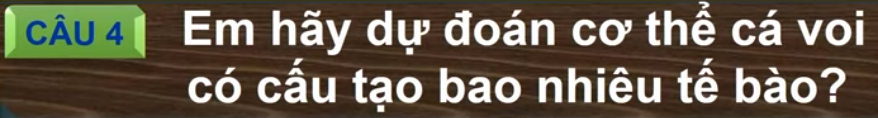 CÂU 4
Em hãy dự đoán cơ thể cá voi
có cấu tạo bao nhiêu tế bào?